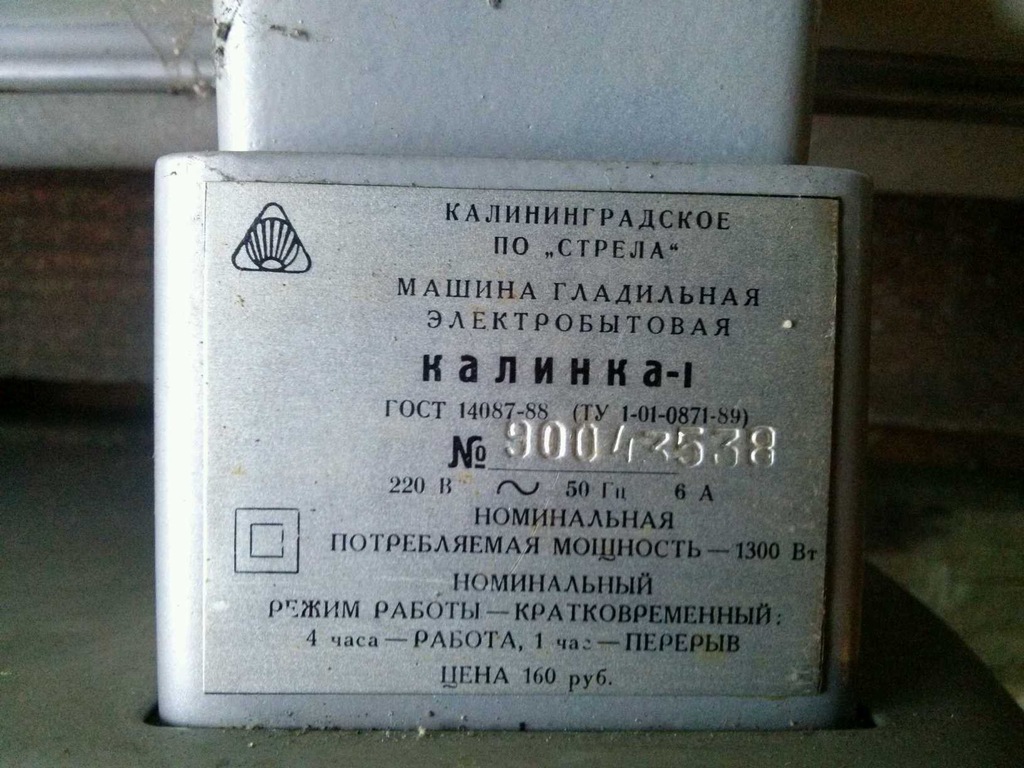 КАЛИНИНГРАДСКОЕ
ПО „СТРЕЛА“
МАШИНА ГЛАДИЛЬНАЯ
ЭЛЕКТРОБЫТОВАЯ
КАЛИНКА-1
ГОСТ 14087-88 (ТУ 1-01-0871-89)
№ 90043538
220 В ~ 50 Гц 6 А
НОМИНАЛЬНАЯ
ПОТРЕБЛЯЕМАЯ МОЩНОСТЬ — 1300 Вт
НОМИНАЛЬНЫЙ
РЕЖИМ РАБОТЫ — КРАТКОВРЕМЕННЫЙ:
4 часа — РАБОТА, 1 час — ПЕРЕРЫВ
ЦЕНА 160 руб.